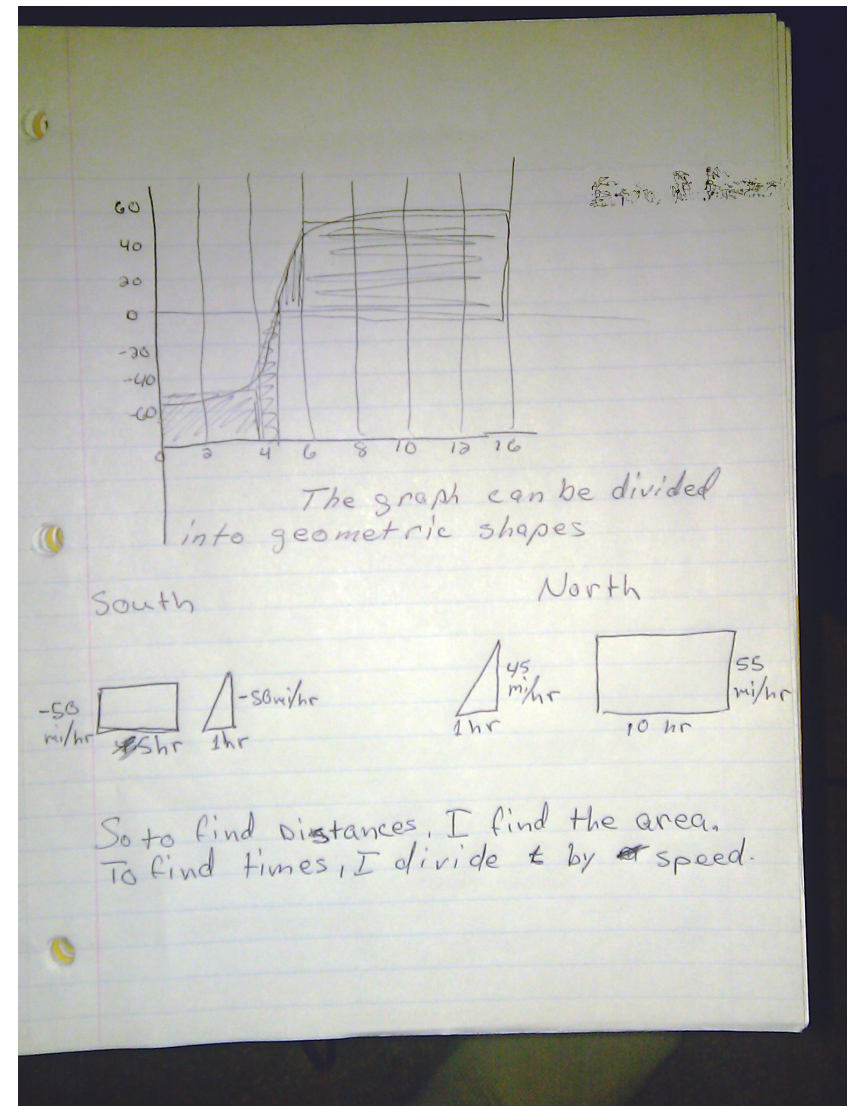 60
40
20
0
-20
-40
-60
0 2 4 6 8 10 12 16
The graph can be divided
into geometric shapes
South North
-50 mi/hr
5hr
-50mi/hr
1hr
45 mi/hr
1hr
55 mi/hr
10 hr
So to find Distances, I find the area.
To find times, I divide t by speed.